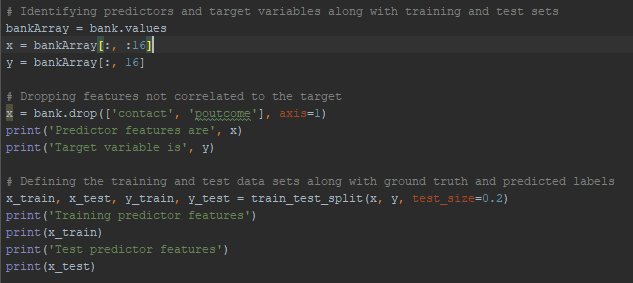 # Identifying predictors and target variables along with training and test sets
bankArray = bank.values
x = bankArray[:, :16]
y = bankArray[:, 16]
# Dropping features not correlated to the target
x = bank.drop(['contact', 'poutcome'], axis=1)
print('Predictor features are', x)
print('Target variable is', y)
# Defining the training and test data sets along with ground truth and predicted labels
x_train, x_test, y_train, y_test = train_test_split(x, y, test_size=0.2)
print('Training predictor features')
print(x_train)
print('Test predictor features')
print(x_test)